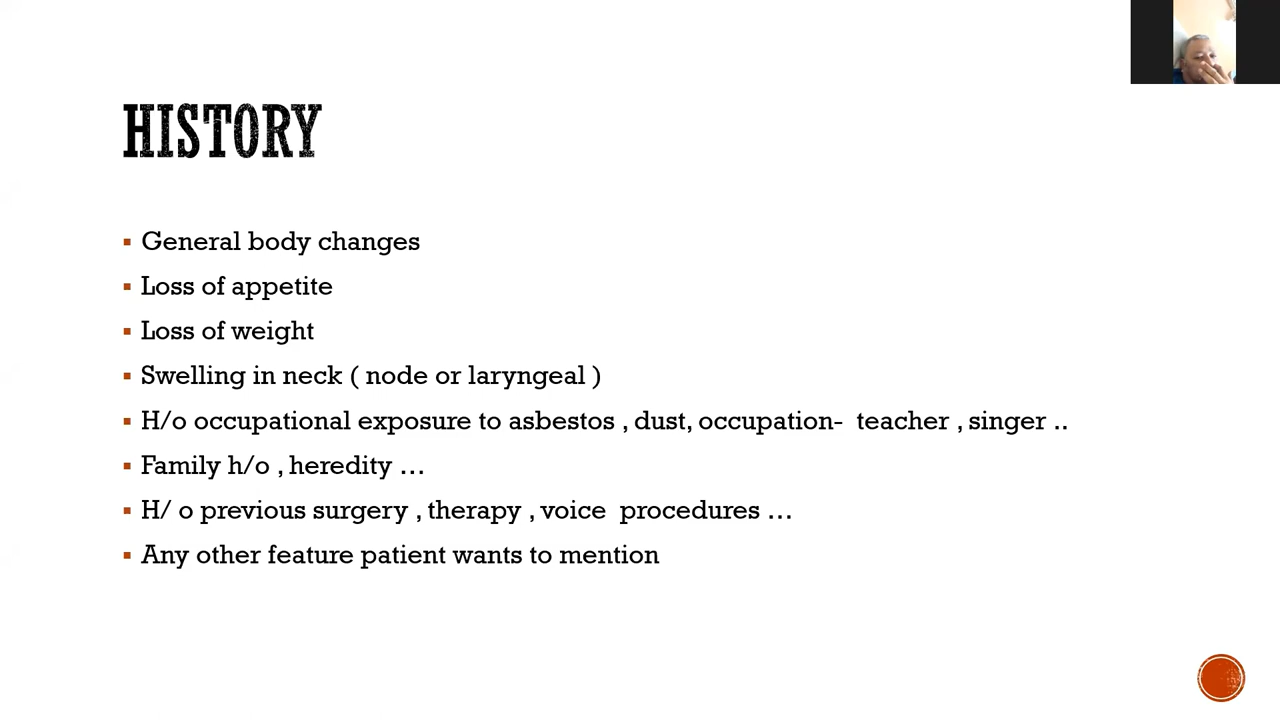 HISTORY
General body changes
Loss of appetite
Loss of weight
Swelling in neck ( node or laryngeal )
H/o occupational exposure to asbestos , dust, occupation-  teacher , singer ..
Family h/o , heredity ...
H/ o previous surgery , therapy , voice  procedures ...
Any other feature patient wants to mention